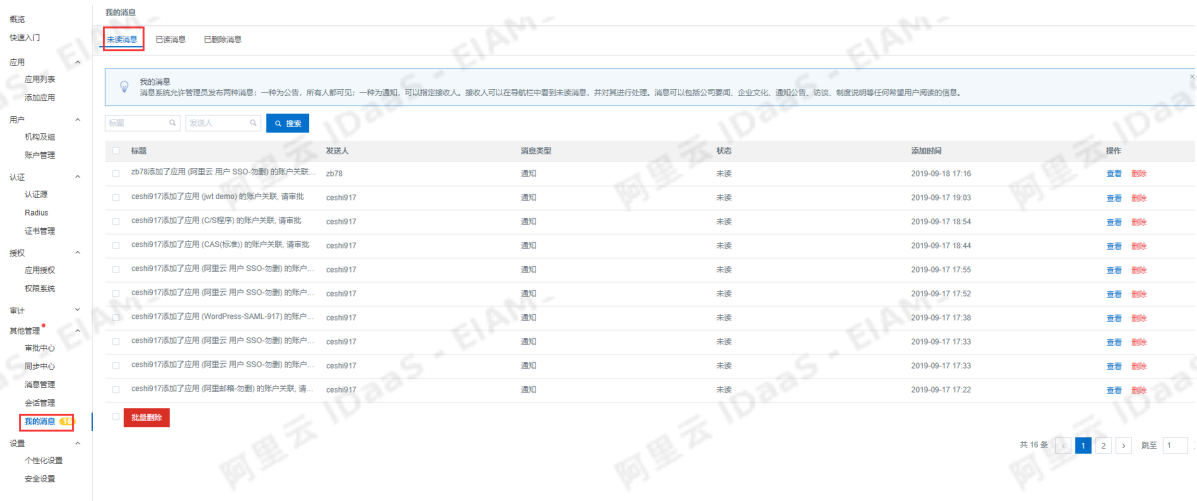 概览
快速入门
应用
应用列表
添加应用
用户
机构及组
账户管理
认证
认证源
Radius
证书管理
授权
应用授权
权限系统
审计
其他管理
审批中心
同步中心
消息管理
会话管理
我的消息
设置
个性化设置
安全设置
我的消息
未读消息 已读消息 已删除消息
我的消息
消息系统允许管理员发布两种消息：一种为公告，所有人都可见；一种为通知，可以指定接收人。接收人可以在导航栏中看到未读消息，并对其进行处理。消息可以包括公司要闻、企业文化、通知公告、访谈、制度说明等任何希望用户阅读的信息。
标题 发送人 搜索
标题 发送人 消息类型 状态 添加时间 操作
zb78添加了应用 (阿里云 用户 SSO-勿删) 的账户关联... zb78 通知 未读 2019-09-18 17:16 查看 删除
ceshi917添加了应用 (jwt demo) 的账户关联, 请审批 ceshi917 通知 未读 2019-09-17 19:03 查看 删除
ceshi917添加了应用 (C/S程序) 的账户关联, 请审批 ceshi917 通知 未读 2019-09-17 18:54 查看 删除
ceshi917添加了应用 (CAS(标准)) 的账户关联, 请审批 ceshi917 通知 未读 2019-09-17 18:44 查看 删除
ceshi917添加了应用 (阿里云 用户 SSO-勿删) 的账户... ceshi917 通知 未读 2019-09-17 17:55 查看 删除
ceshi917添加了应用 (阿里云 用户 SSO-勿删) 的账户... ceshi917 通知 未读 2019-09-17 17:52 查看 删除
ceshi917添加了应用 (WordPress-SAML-917) 的账户... ceshi917 通知 未读 2019-09-17 17:38 查看 删除
ceshi917添加了应用 (阿里云 用户 SSO-勿删) 的账户... ceshi917 通知 未读 2019-09-17 17:33 查看 删除
ceshi917添加了应用 (阿里云 用户 SSO-勿删) 的账户... ceshi917 通知 未读 2019-09-17 17:33 查看 删除
ceshi917添加了应用 (阿里邮箱-勿删) 的账户关联, 请... ceshi917 通知 未读 2019-09-17 17:22 查看 删除
批量删除
共 16 条 < 1 2 > 跳至 1
阿里云 IDaaS - EIAM-